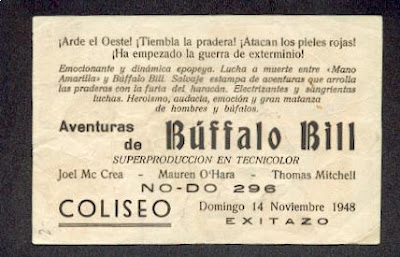 ¡Arde el Oeste! ¡Tiembla la pradera! ¡Atacan los pieles rojas!
¡Ha empezado la guerra de exterminio!
Emocionante y dinámica epopeya. Lucha a muerte entre «Mano
Amarilla» y Búfallo Bill. Salvaje estampa de aventuras que arrolla
las praderas con la furia del huracán. Electrizantes y sangrientas
luchas. Heroismo, audacia, emoción y gran matanza
de hombres y búfalos.
Aventuras de Búffalo Bill
SUPERPRODUCCION EN TECNICOLOR
Joel Mc Crea - Mauren O'Hara - Thomas Mitchell
NO-DO 296
COLISEO Domingo 14 Noviembre 1948
EXITAZO